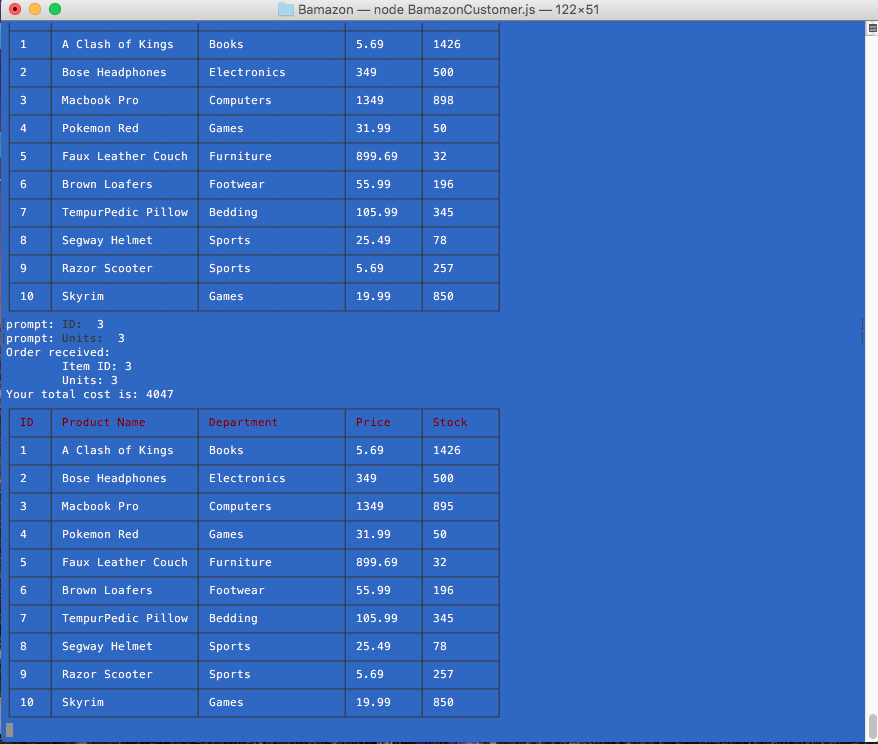 Bamazon — node BamazonCustomer.js — 122×51
1 A Clash of Kings Books 5.69 1426
2 Bose Headphones Electronics 349 500
3 Macbook Pro Computers 1349 898
4 Pokemon Red Games 31.99 50
5 Faux Leather Couch Furniture 899.69 32
6 Brown Loafers Footwear 55.99 196
7 TempurPedic Pillow Bedding 105.99 345
8 Segway Helmet Sports 25.49 78
9 Razor Scooter Sports 5.69 257
10 Skyrim Games 19.99 850
[prompt: ID:  3 ]
[prompt: Units:  3 ]
Order received:
Item ID: 3
Units: 3
Your total cost is: 4047
ID Product Name Department Price Stock
1 A Clash of Kings Books 5.69 1426
2 Bose Headphones Electronics 349 500
3 Macbook Pro Computers 1349 895
4 Pokemon Red Games 31.99 50
5 Faux Leather Couch Furniture 899.69 32
6 Brown Loafers Footwear 55.99 196
7 TempurPedic Pillow Bedding 105.99 345
8 Segway Helmet Sports 25.49 78
9 Razor Scooter Sports 5.69 257
10 Skyrim Games 19.99 850